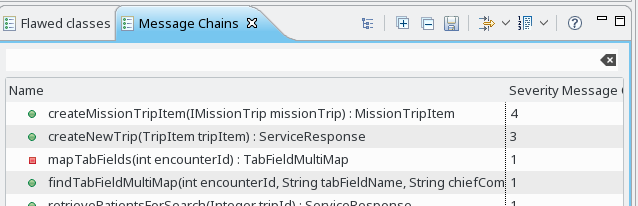 Flawed classes
Message Chains
Name Severity Message
createMissionTripItem(IMissionTrip missionTrip) : MissionTripItem 4
createNewTrip(TripItem tripItem) : ServiceResponse 3
mapTabFields(int encounterId) : TabFieldMultiMap 1
findTabFieldMultiMap(int encounterId, String tabFieldName, String chiefCom 1
retrievePatientsForSearch(Integer tripId) : ServiceResponse 1